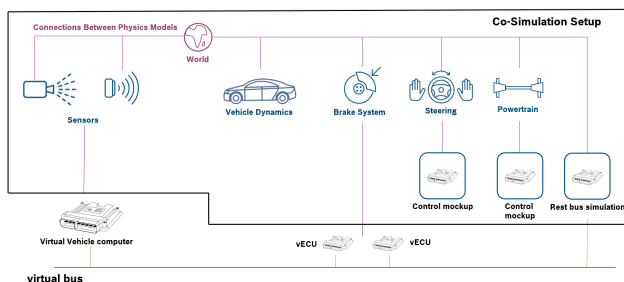 Co-Simulation Setup
Connections Between Physics Models
World
Sensors
Vehicle Dynamics
Brake System
Steering
Powertrain
Control mockup
Control
mockup
Rest bus simulation
Virtual Vehicle computer
vECU
vECU
virtual bus